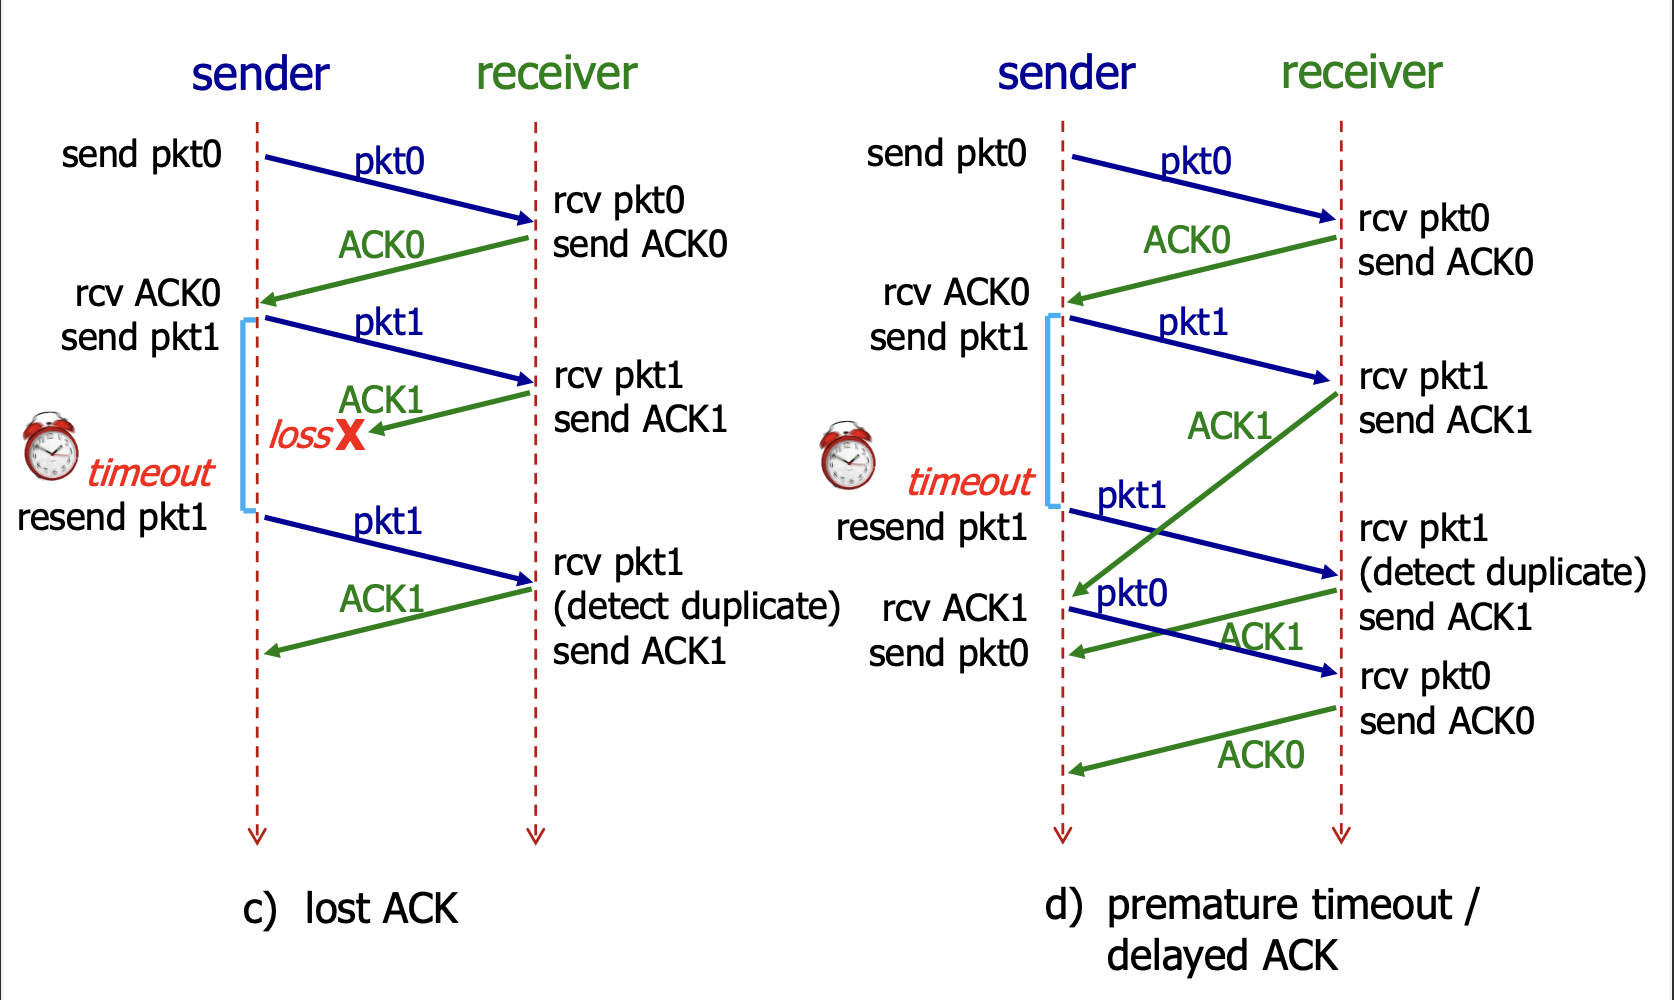 sender
receiver
send pkt0
pkt0
rcv pkt0
send ACK0
ACK0
rcv ACK0
send pkt1
pkt1
rcv pkt1
send ACK1
ACK1
loss X
timeout
resend pkt1
pkt1
rcv pkt1
(detect duplicate)
send ACK1
ACK1
c) lost ACK
sender
receiver
send pkt0
pkt0
rcv pkt0
send ACK0
ACK0
rcv ACK0
send pkt1
pkt1
rcv pkt1
send ACK1
ACK1
timeout
resend pkt1
pkt1
rcv pkt1
(detect duplicate)
send ACK1
rcv ACK1
send pkt0
pkt0
ACK1
rcv pkt0
send ACK0
ACK0
d) premature timeout /
delayed ACK